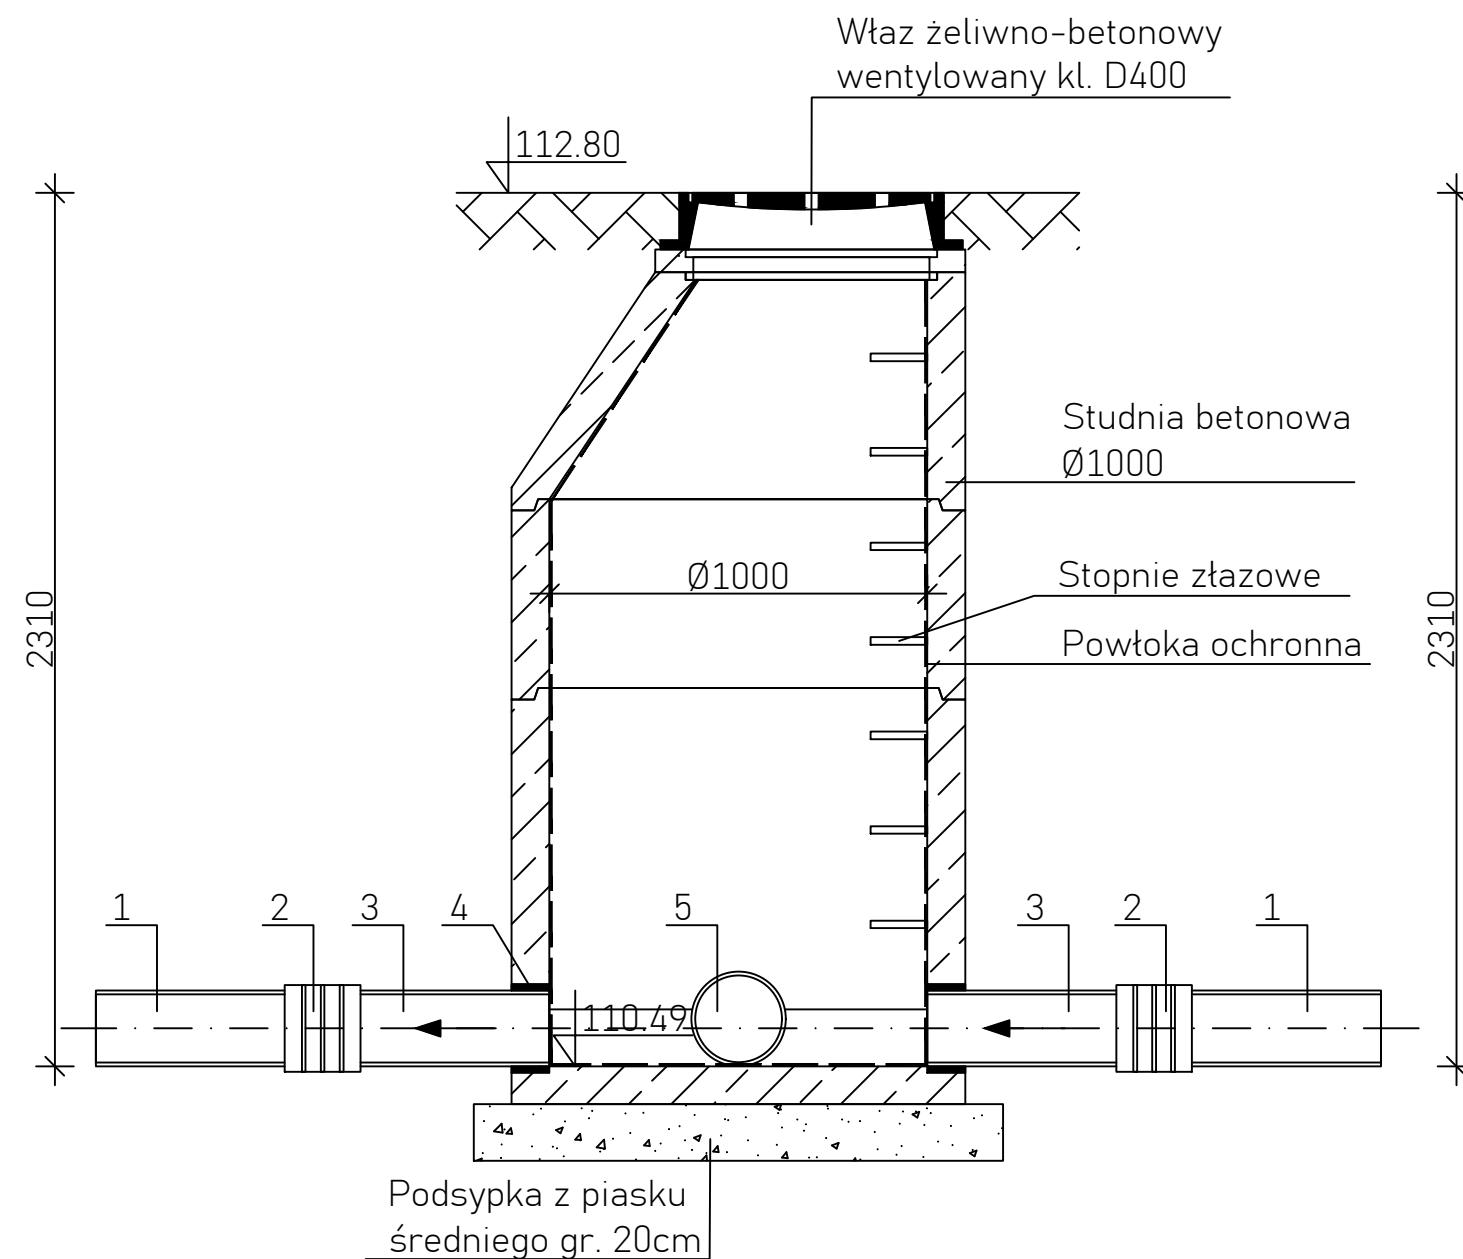 Właz żeliwno-betonowy
wentylowany kl. D400
112.80
Studnia betonowa
Ø1000
Ø1000
Stopnie złazowe
2310
2310
Powłoka ochronna
1
2
3
4
5
3
2
1
110.49
Podsypka z piasku
średniego gr. 20cm